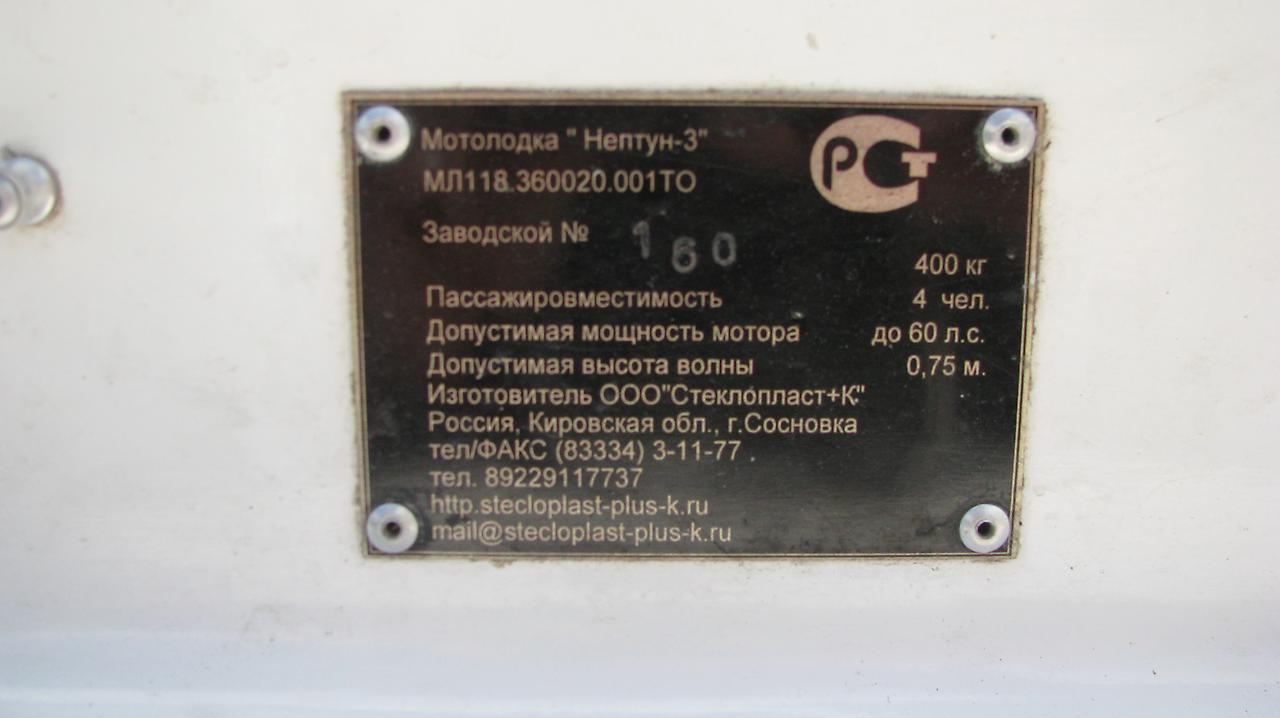 Мотолодка " Нептун-3"
РСТ
МЛ118.360020.001ТО
Заводской № 160
400 кг
Пассажировместимость 4 чел.
Допустимая мощность мотора до 60 л.с.
Допустимая высота волны 0,75 м.
Изготовитель ООО"Стеклопласт+К"
Россия, Кировская обл., г.Сосновка
тел/ФАКС (83334) 3-11-77
тел. 89229117737
http.stecloplast-plus-k.ru
mail@stecloplast-plus-k.ru